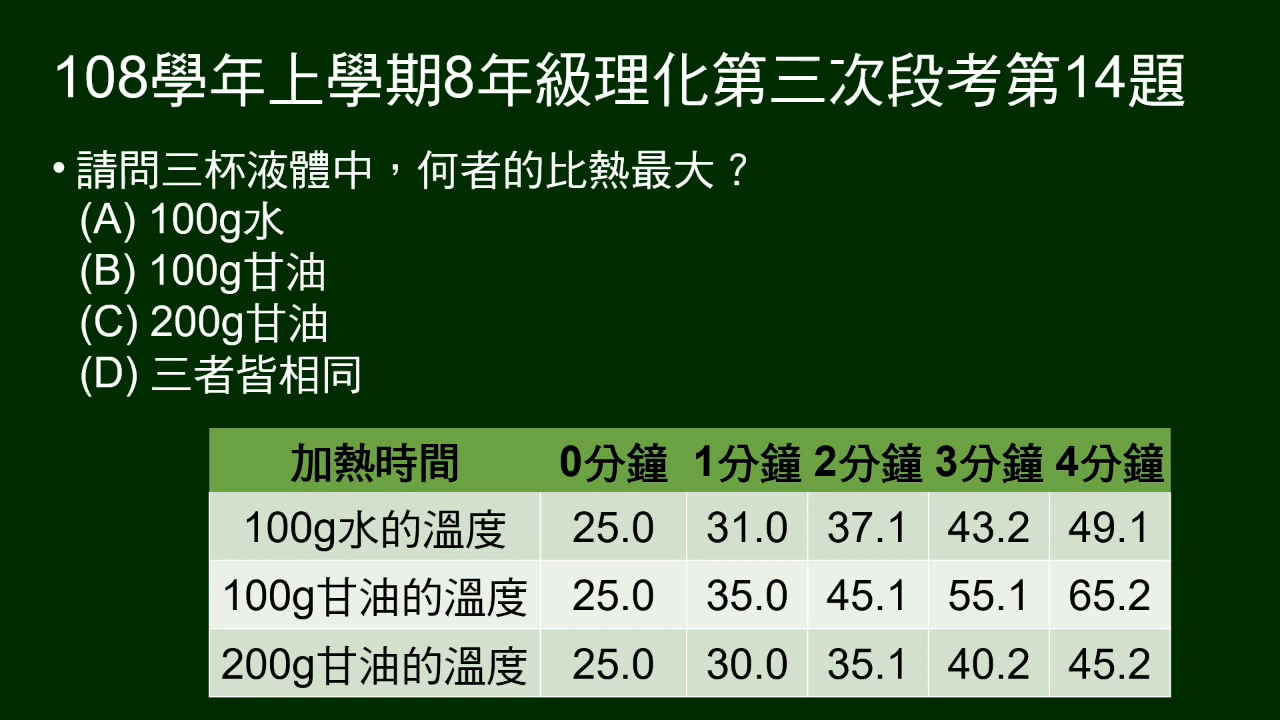 108學年上學期8年級理化第三次段考第14題
• 請問三杯液體中，何者的比熱最大？
(A) 100g水
(B) 100g甘油
(C) 200g甘油
(D) 三者皆相同
加熱時間 0分鐘 1分鐘 2分鐘 3分鐘 4分鐘
100g水的溫度 25.0 31.0 37.1 43.2 49.1
100g甘油的溫度 25.0 35.0 45.1 55.1 65.2
200g甘油的溫度 25.0 30.0 35.1 40.2 45.2